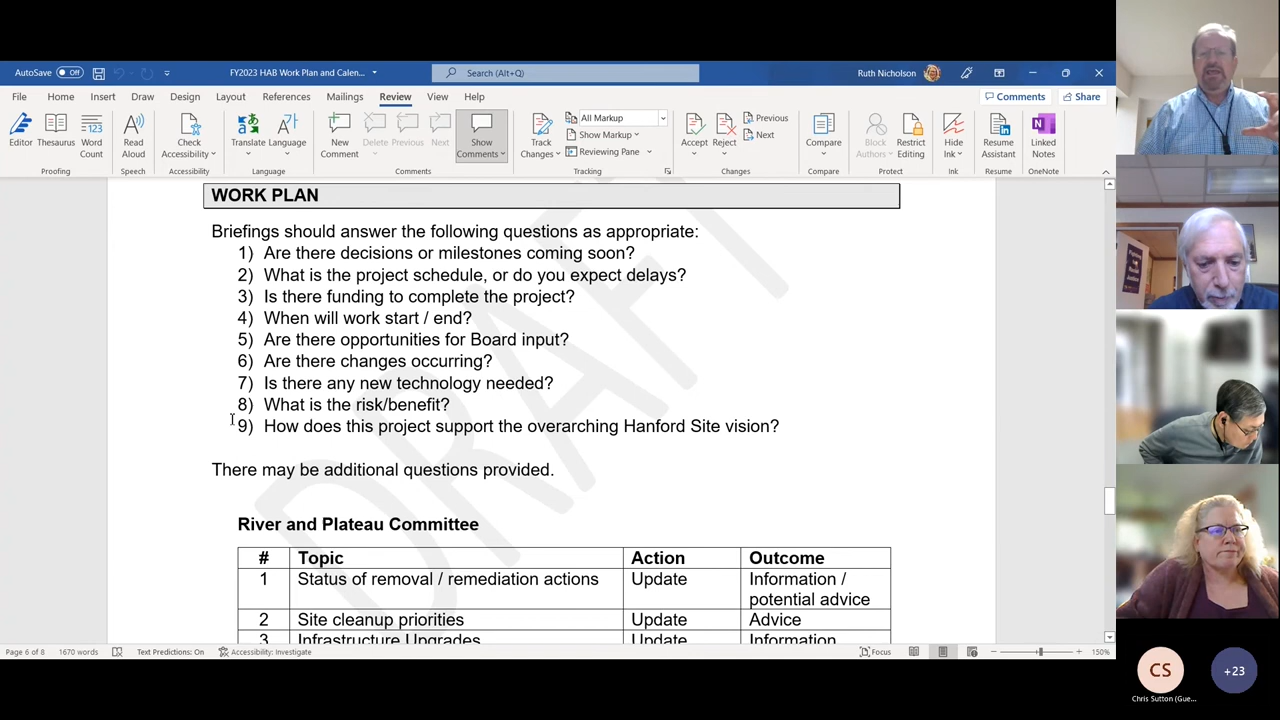 AutoSave Off
FY2023 HAB Work Plan and Calen...
Search (Alt+Q)
Ruth Nicholson
File Home Insert Draw Design Layout References Mailings Review View Help
Comments Share
Editor Thesaurus Word Count
Read Aloud
Check Accessibility
Translate Language
New Comment Delete Previous Next
Show Comments
Track Changes
All Markup
Show Markup
Reviewing Pane
Accept Reject
Previous
Next
Compare
Block Authors Restrict Editing
Hide Ink
Resume Assistant
Linked Notes
Proofing Speech Accessibility Language Comments Tracking Changes Compare Protect Ink Resume OneNote
WORK PLAN
Briefings should answer the following questions as appropriate:
1) Are there decisions or milestones coming soon?
2) What is the project schedule, or do you expect delays?
3) Is there funding to complete the project?
4) When will work start / end?
5) Are there opportunities for Board input?
6) Are there changes occurring?
7) Is there any new technology needed?
8) What is the risk/benefit?
9) How does this project support the overarching Hanford Site vision?
There may be additional questions provided.
DRAFT
River and Plateau Committee
# Topic Action Outcome
1 Status of removal / remediation actions Update Information / potential advice
2 Site cleanup priorities Update Advice
3 Infrastructure Upgrades Update Information
Page 6 of 8 1670 words Text Predictions: On Accessibility: Investigate Focus 150%
CS
Chris Sutton (Gue...
+23